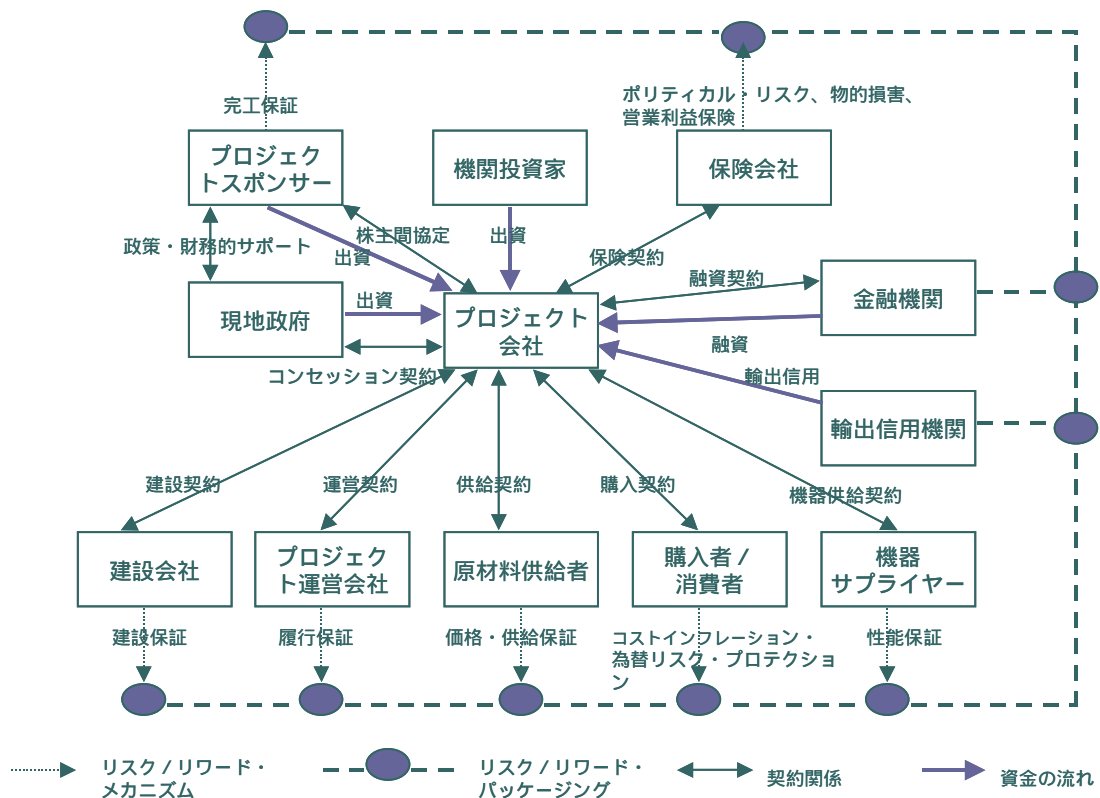 完工保証
ポリティカル・リスク、物的損害、
営業利益保険
プロジェク
トスポンサー
機関投資家
保険会社
政策・財務的サポート
株主間協定
出資
出資
保険契約
融資契約
金融機関
出資
現地政府
プロジェクト
会社
融資
コンセッション契約
輸出信用
輸出信用機関
建設契約
運営契約
供給契約
購入契約
機器供給契約
建設会社
プロジェク
ト運営会社
原材料供給者
購入者 /
消費者
機器
サプライヤー
建設保証
履行保証
価格・供給保証
コストインフレーション・
為替リスク・プロテクショ
ン
性能保証
リスク / リワード・
メカニズム
リスク / リワード・
パッケージング
契約関係
資金の流れ